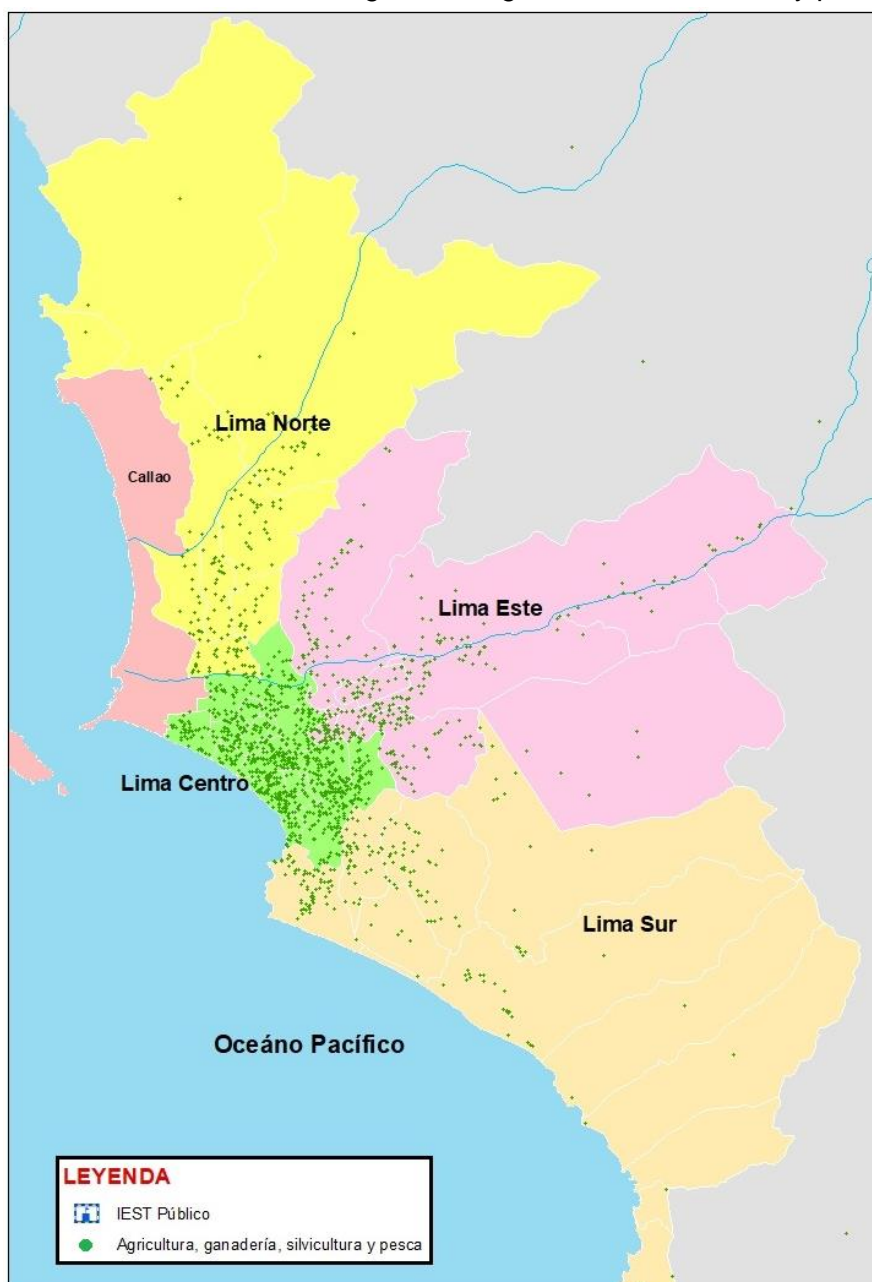 Lima Norte
Callao
Lima Este
Lima Centro
Lima Sur
Oceáno Pacífico
LEYENDA
IEST Público
Agricultura, ganadería, silvicultura y pesca